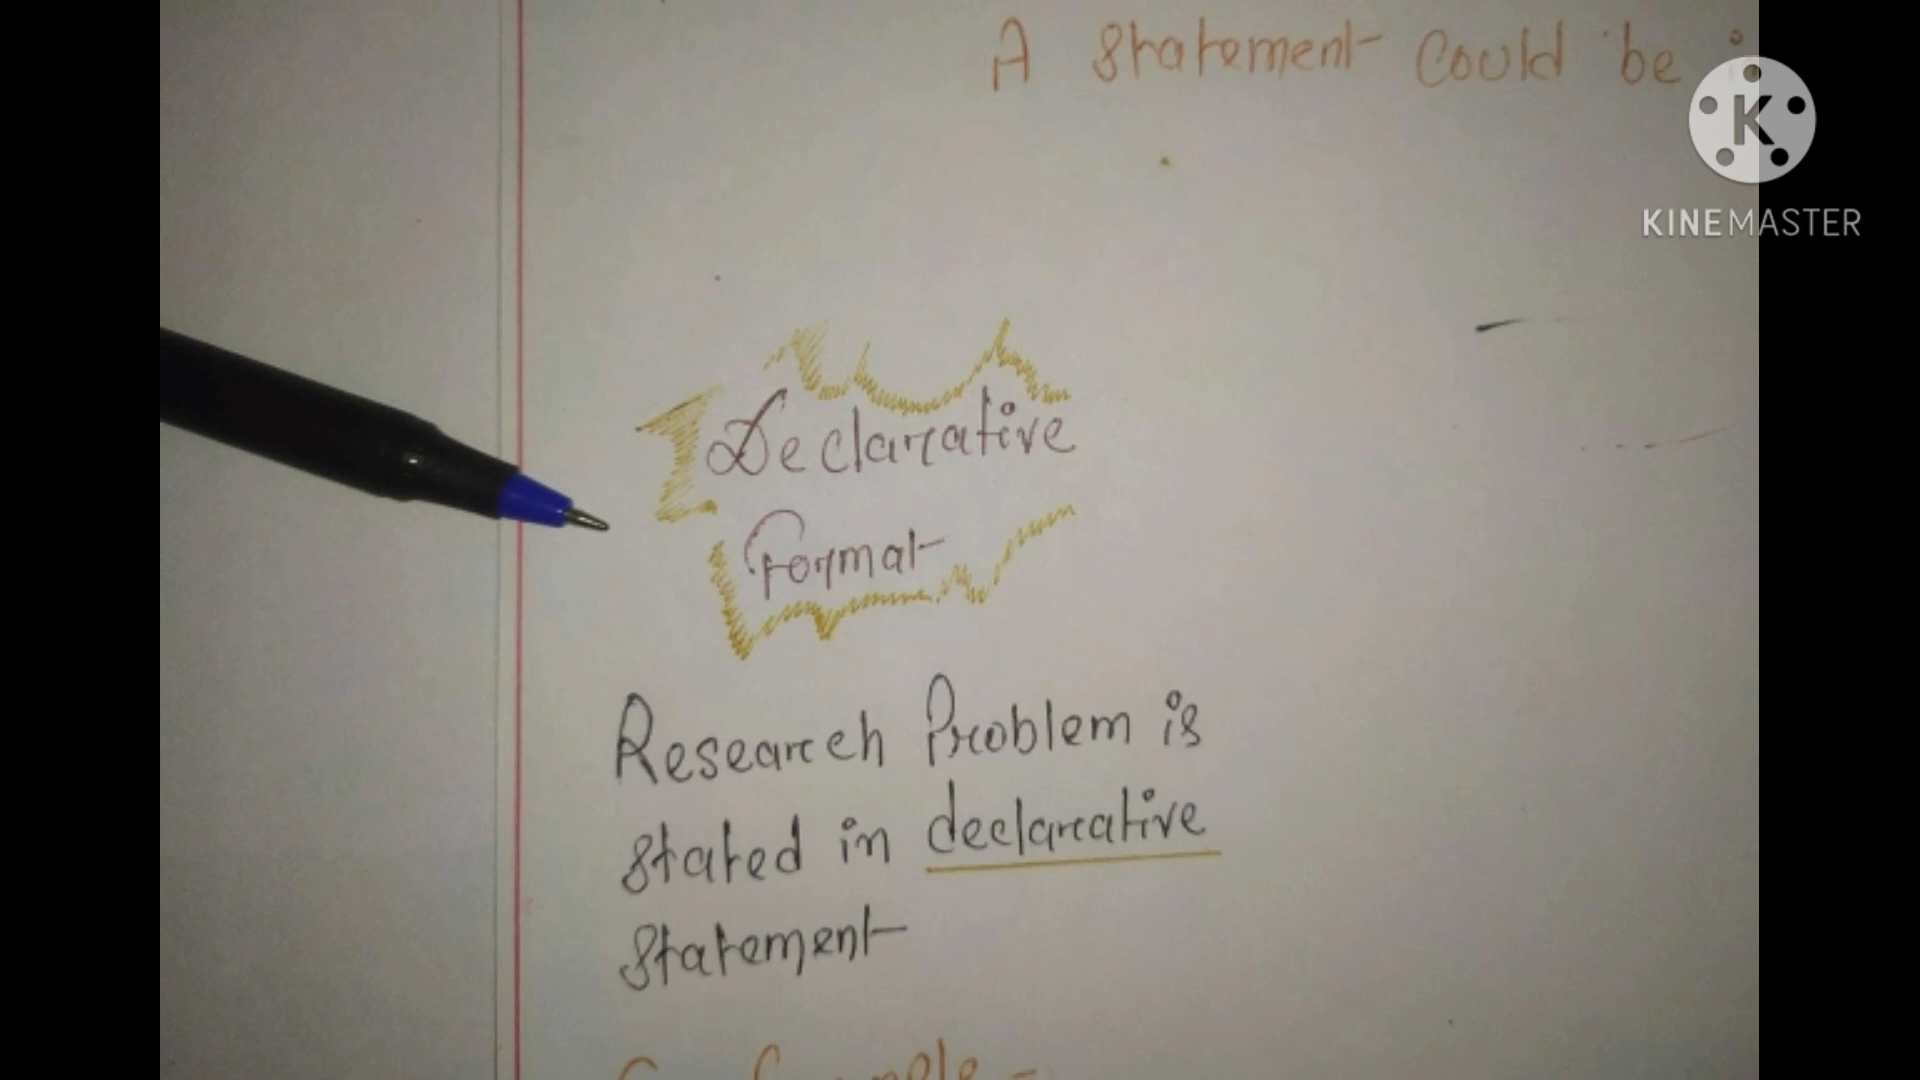 A statement could be
KINEMASTER
Declarative
Format
Research Problem is
stated in declarative
statement